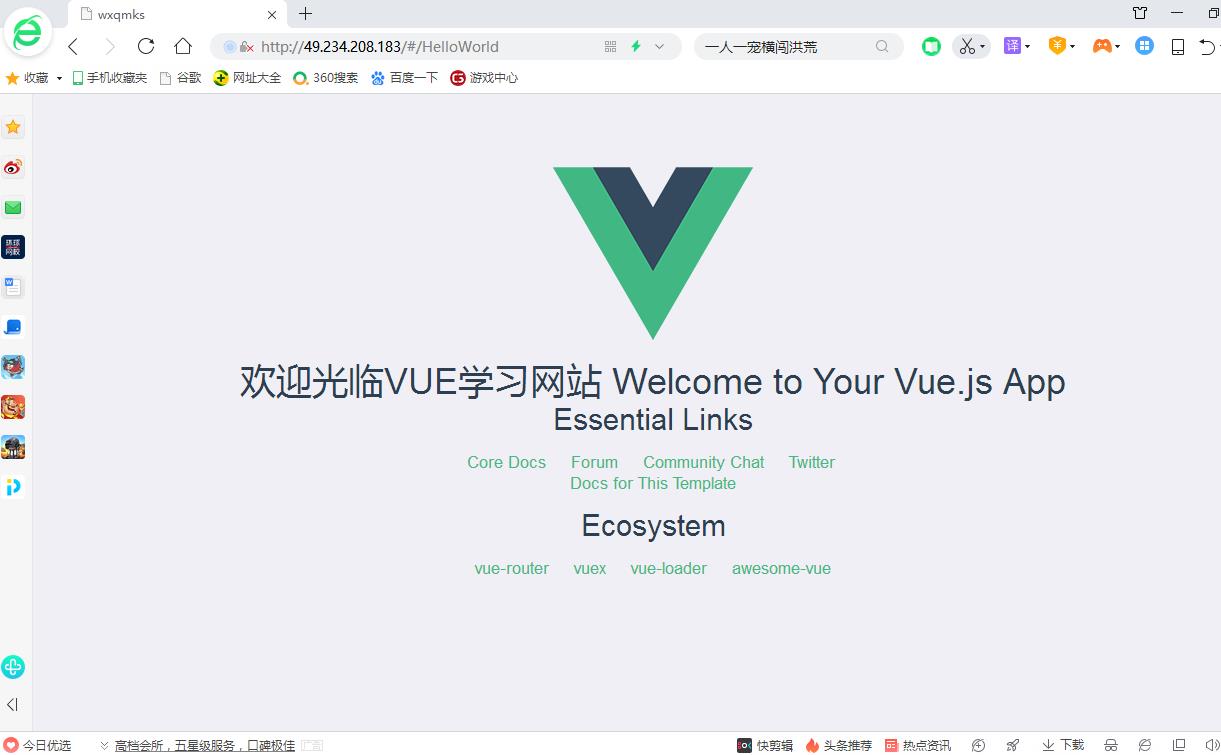 wxqmks
http://49.234.208.183/#/HelloWorld
一人一宠横闯洪荒
译
收藏 手机收藏夹 谷歌 网址大全 360搜索 百度一下 游戏中心
环球
网校
欢迎光临VUE学习网站 Welcome to Your Vue.js App
Essential Links
Core Docs Forum Community Chat Twitter
Docs for This Template
Ecosystem
vue-router vuex vue-loader awesome-vue
今日优选 高档会所，五星级服务，口碑极佳 广告 快剪辑 头条推荐 热点资讯 下载